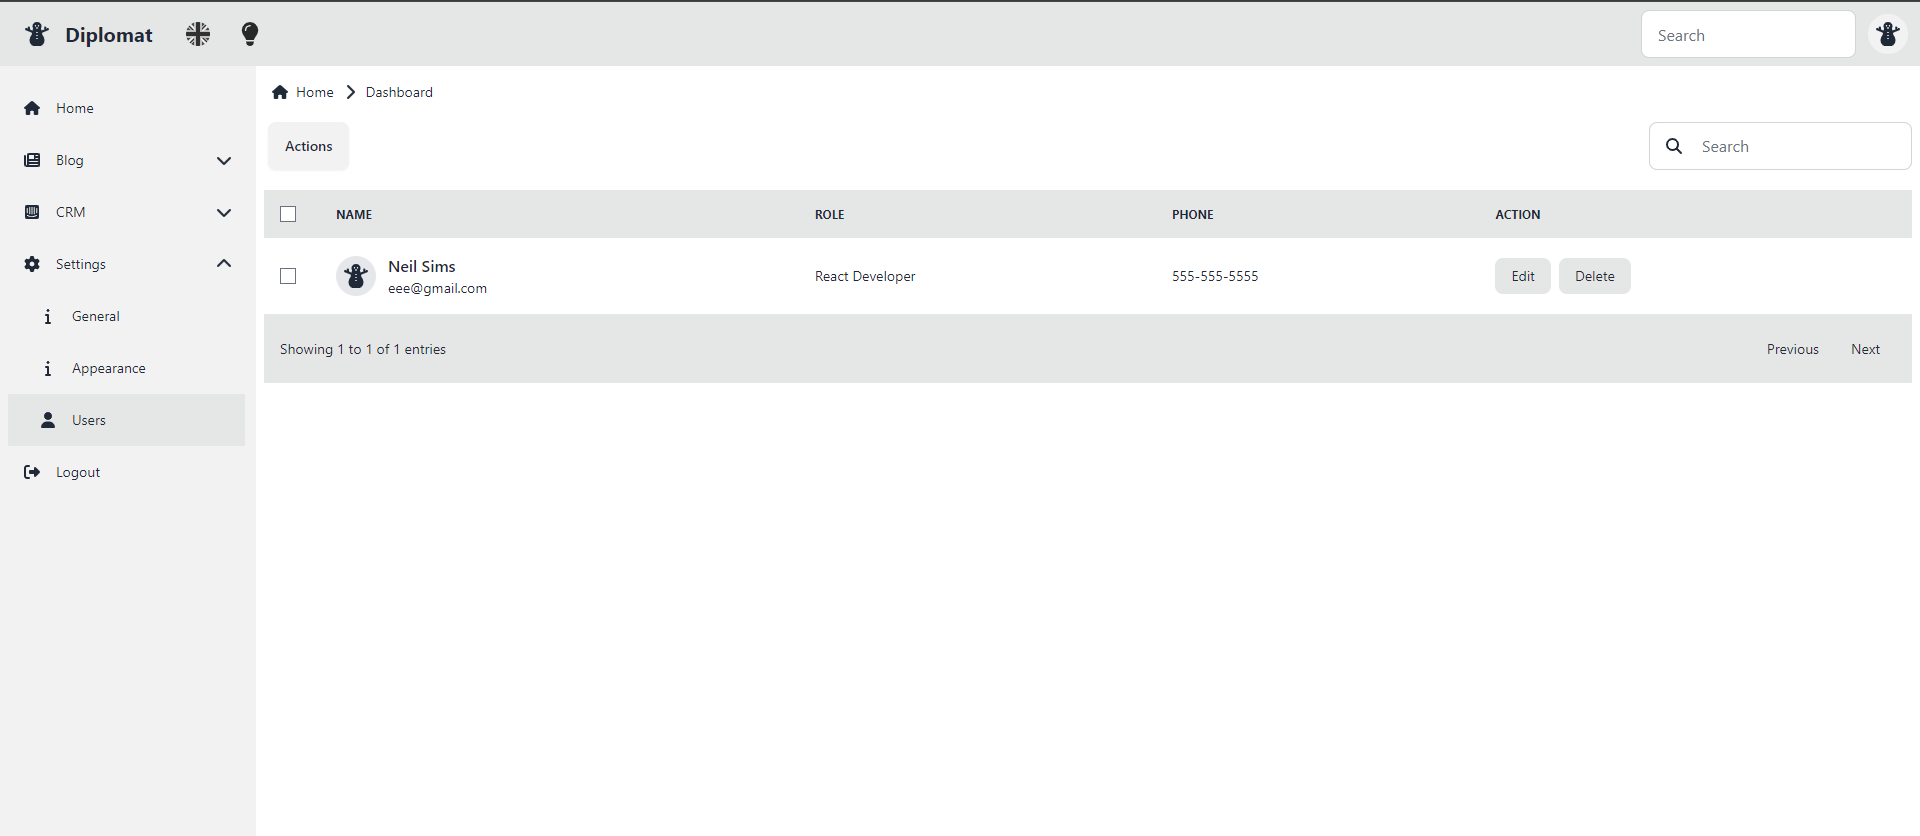 Diplomat
Search
Home
Blog
CRM
Settings
General
Appearance
Users
Logout
Home
Dashboard
Actions
Search
NAME
ROLE
PHONE
ACTION
Neil Sims
eee@gmail.com
React Developer
555-555-5555
Edit
Delete
Showing 1 to 1 of 1 entries
Previous
Next